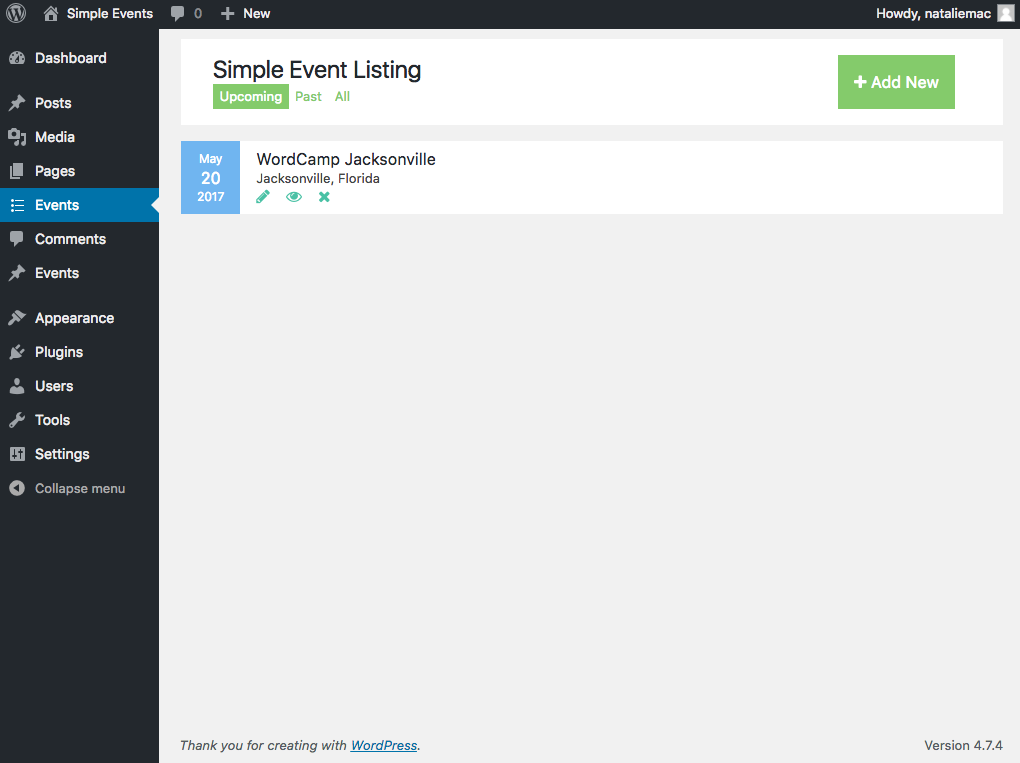 Simple Events 0 New Howdy, nataliemac
Dashboard
Posts
Media
Pages
Events
Comments
Events
Appearance
Plugins
Users
Tools
Settings
Collapse menu
Simple Event Listing
Upcoming Past All
Add New
May
20
2017
WordCamp Jacksonville
Jacksonville, Florida
Thank you for creating with WordPress.
Version 4.7.4